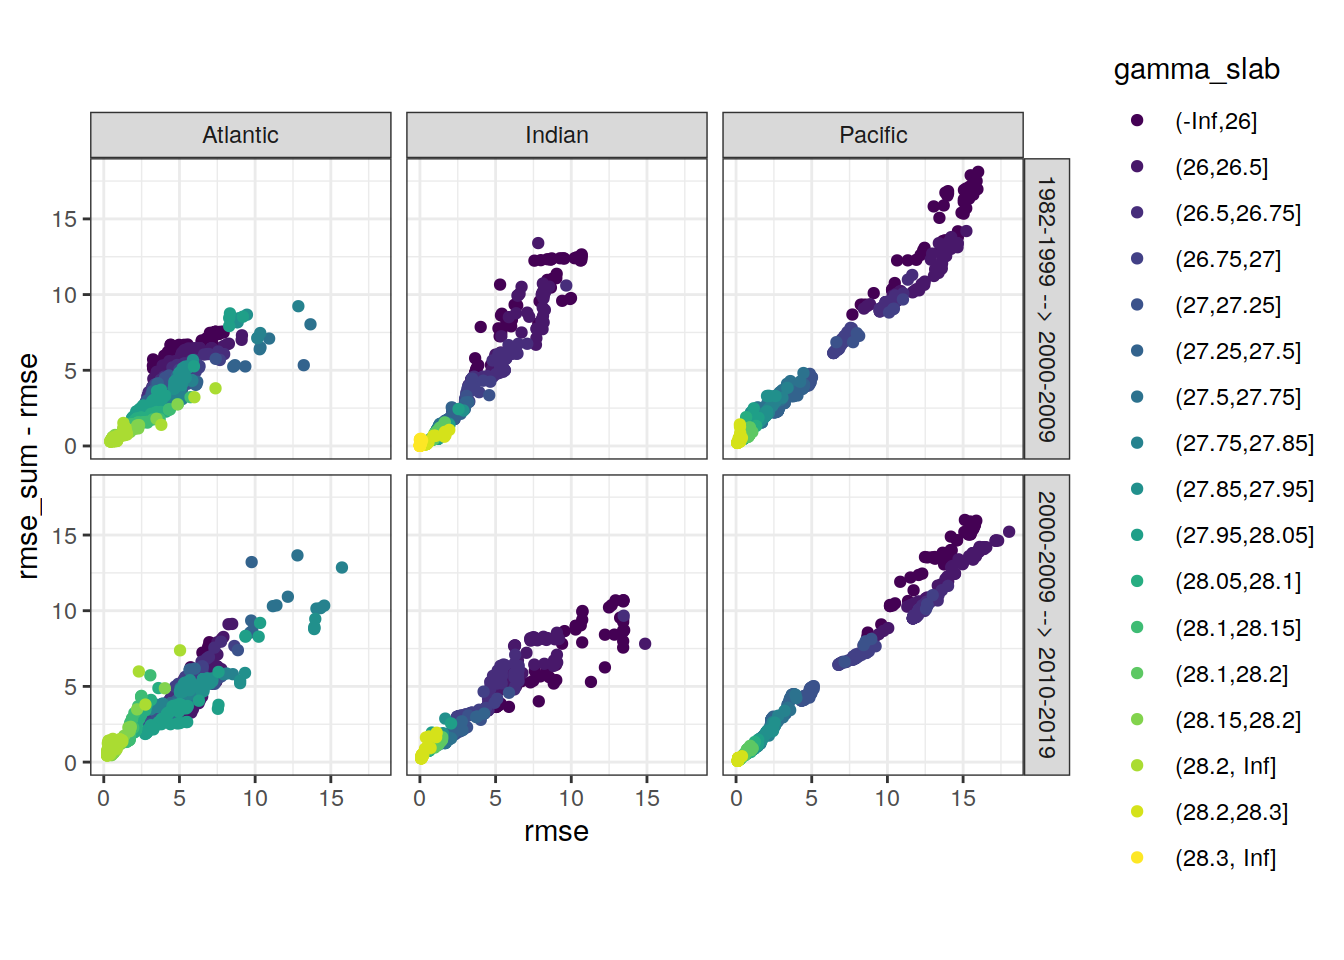 gamma_slab
Atlantic Indian Pacific
15
10
5
0
1982-1999 --> 2000-2009
15
10
5
0
2000-2009 --> 2010-2019
0 5 10 15 0 5 10 15 0 5 10 15
rmse
rmse_sum - rmse
(-Inf,26]
(26,26.5]
(26.5,26.75]
(26.75,27]
(27,27.25]
(27.25,27.5]
(27.5,27.75]
(27.75,27.85]
(27.85,27.95]
(27.95,28.05]
(28.05,28.1]
(28.1,28.15]
(28.1,28.2]
(28.15,28.2]
(28.2, Inf]
(28.2,28.3]
(28.3, Inf]